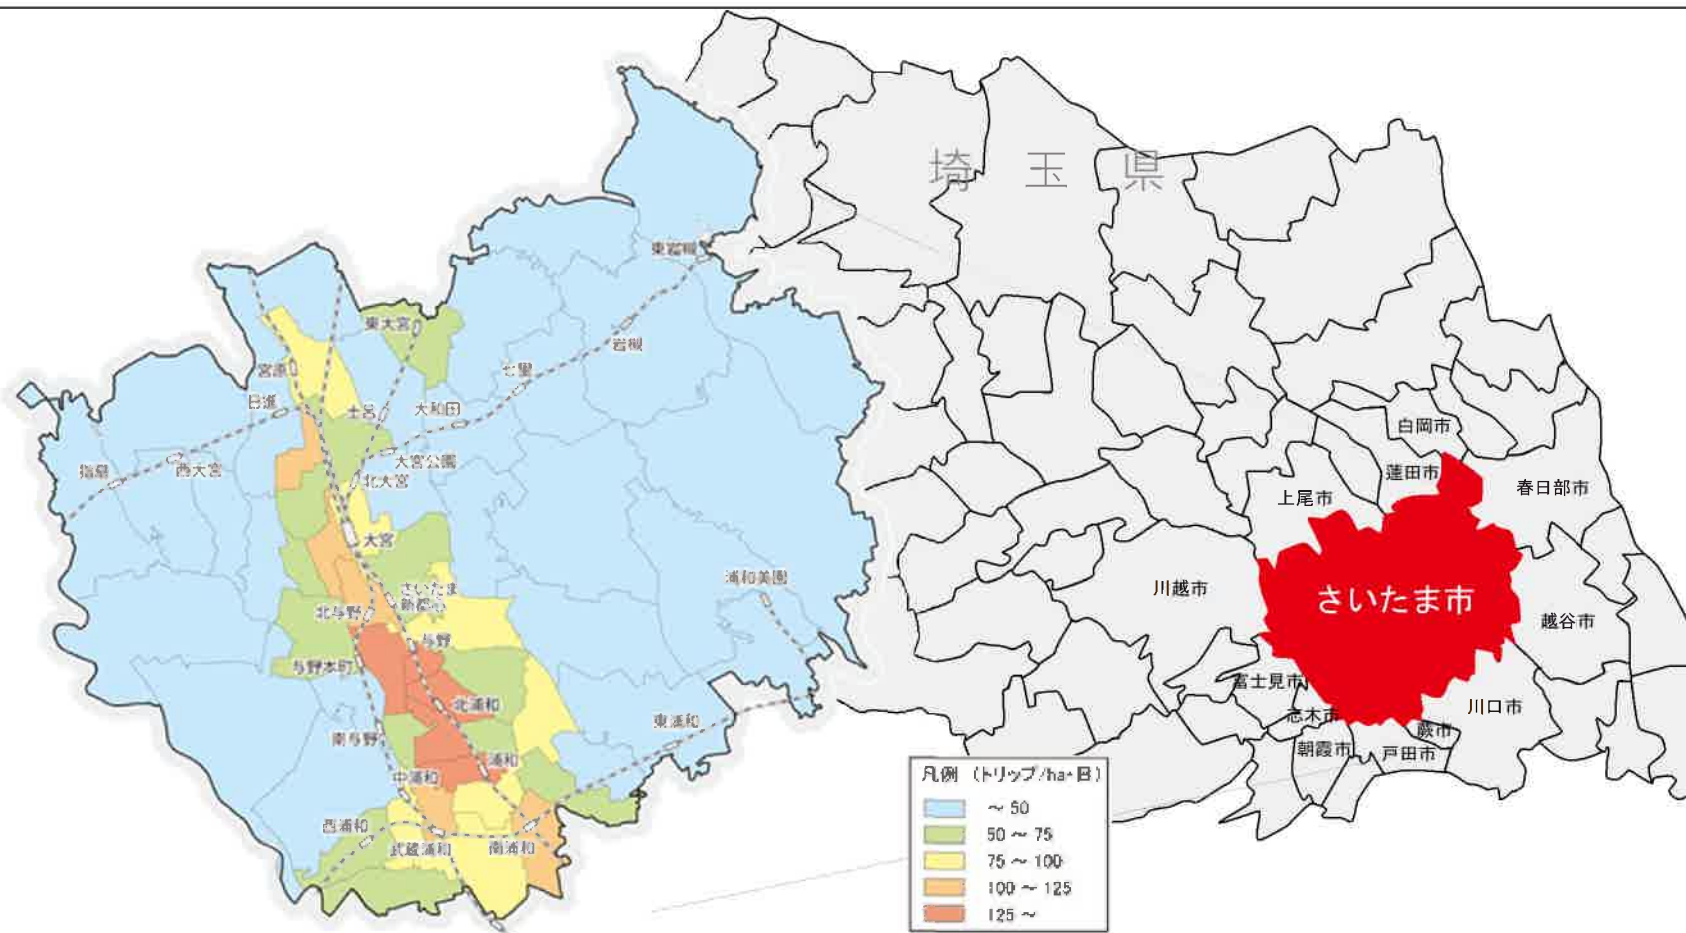 埼玉県
東岩槻
東大宮
岩槻
宮原
七里
日進
土呂
大和田
指扇
西大宮
大宮公園
北大宮
大宮
さいたま
新都心
浦和美園
北与野
与野
与野本町
北浦和
南与野
東浦和
浦和
中浦和
西浦和
武蔵浦和
南浦和
白岡市
蓮田市
上尾市
春日部市
川越市
さいたま市
越谷市
富士見市
志木市
川口市
蕨市
朝霞市
戸田市
凡例 (トリップ/ha・日)
～ 50
50 ～ 75
75 ～ 100
100 ～ 125
125 ～